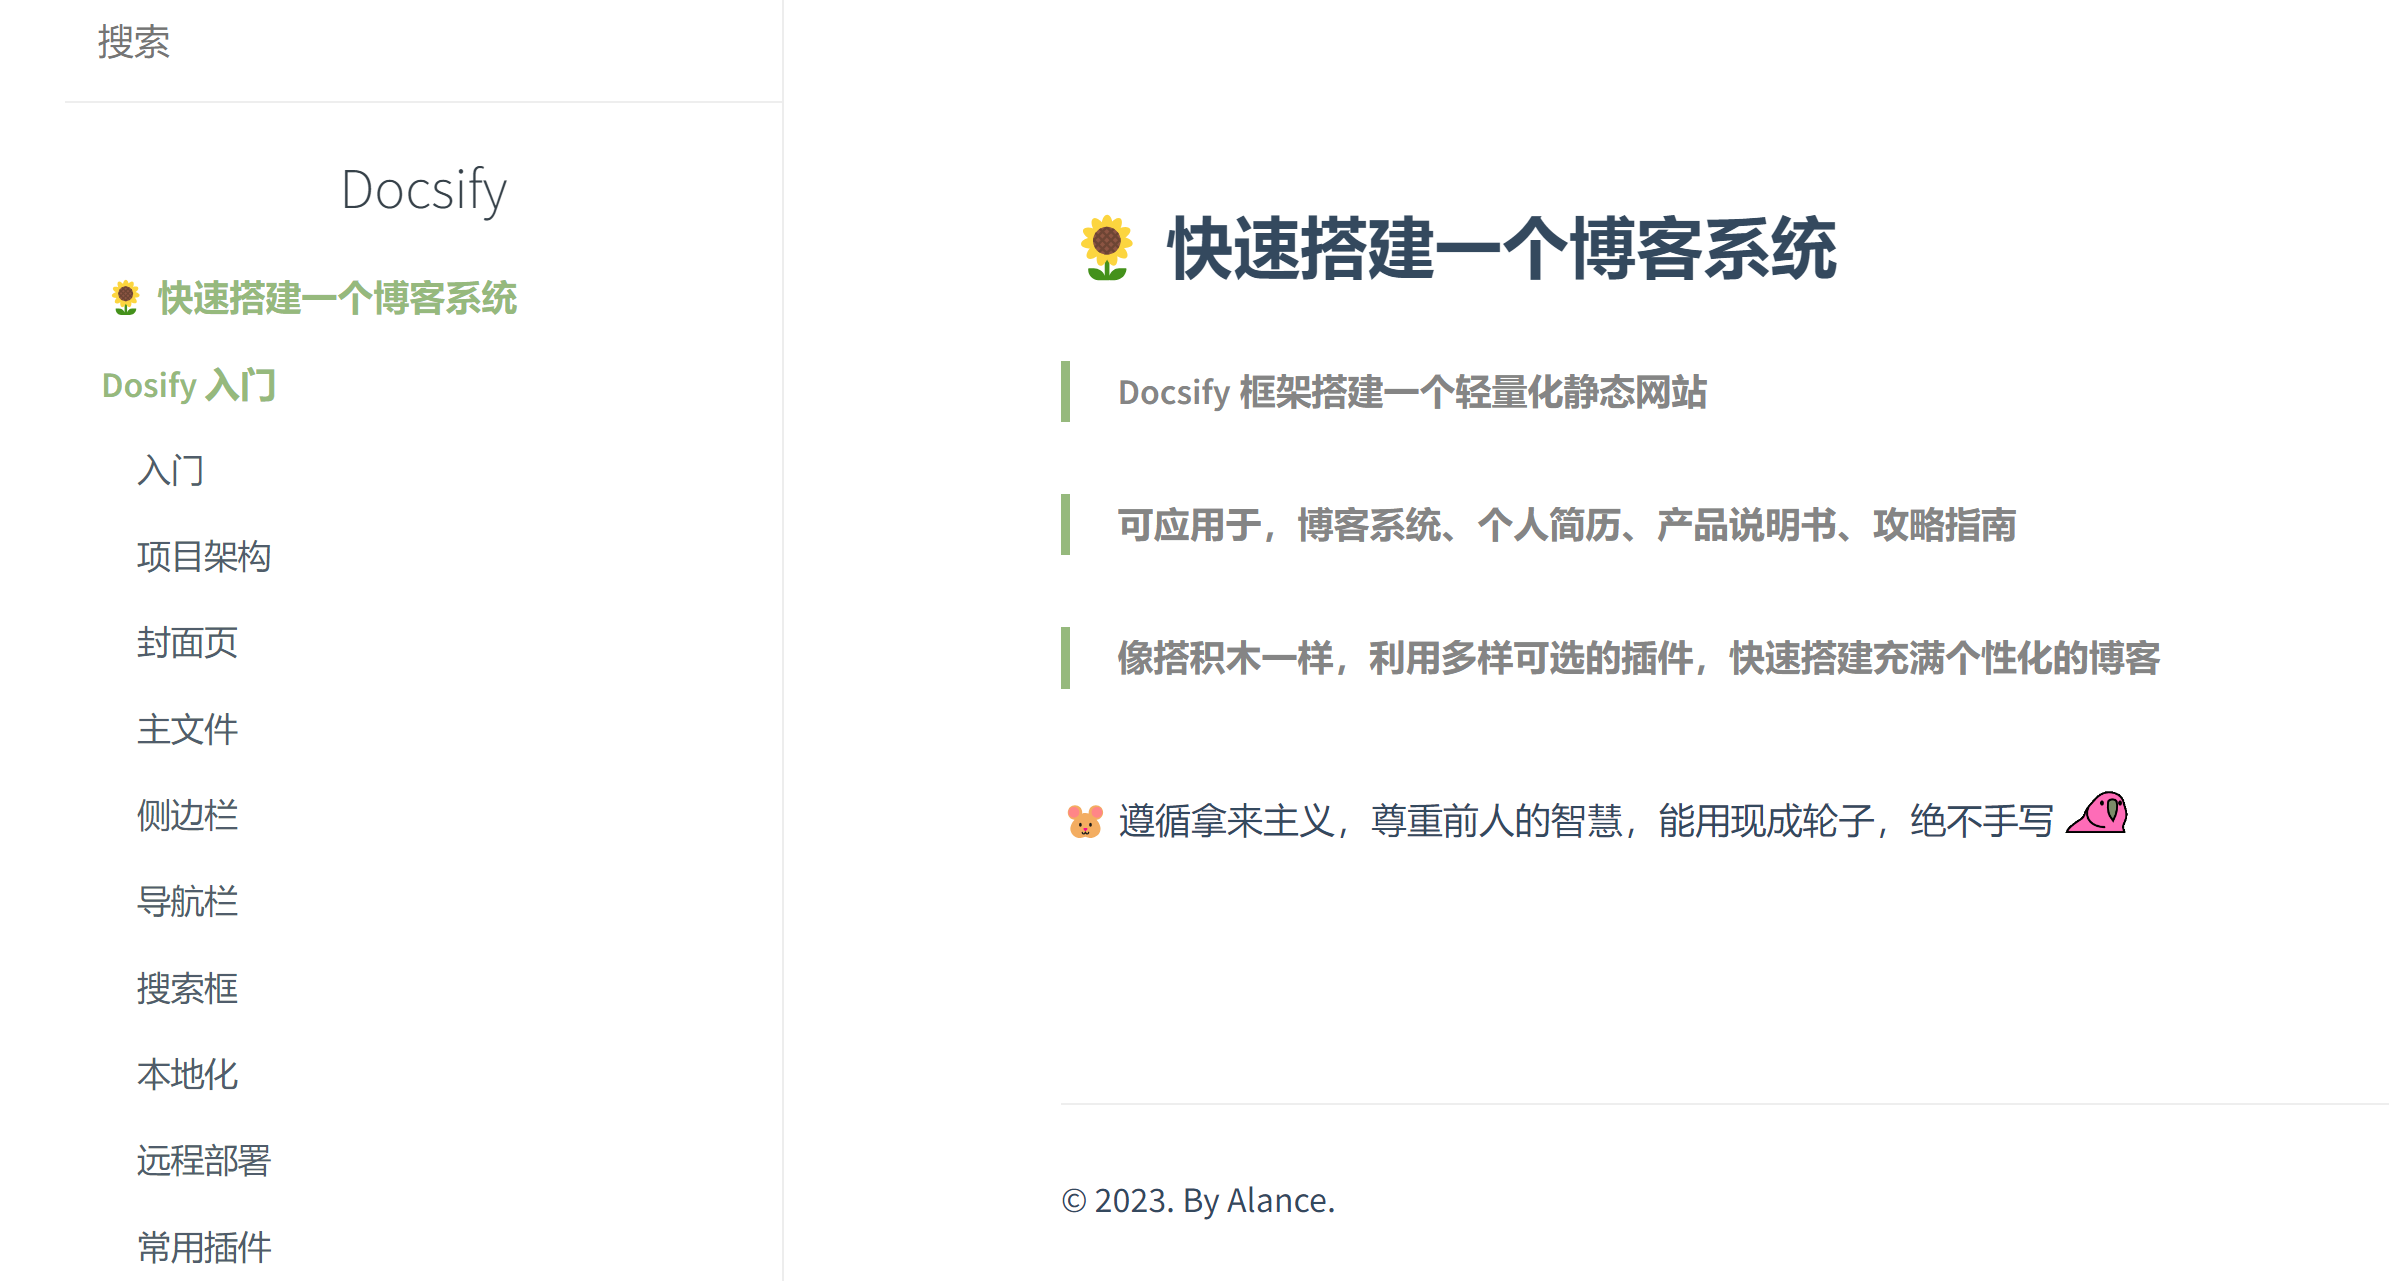 搜索
Docsify
快速搭建一个博客系统
Dosify 入门
入门
项目架构
封面页
主文件
侧边栏
导航栏
搜索框
本地化
远程部署
常用插件
快速搭建一个博客系统
Docsify 框架搭建一个轻量化静态网站
可应用于，博客系统、个人简历、产品说明书、攻略指南
像搭积木一样，利用多样可选的插件，快速搭建充满个性化的博客
遵循拿来主义，尊重前人的智慧，能用现成轮子，绝不手写
© 2023. By Alance.